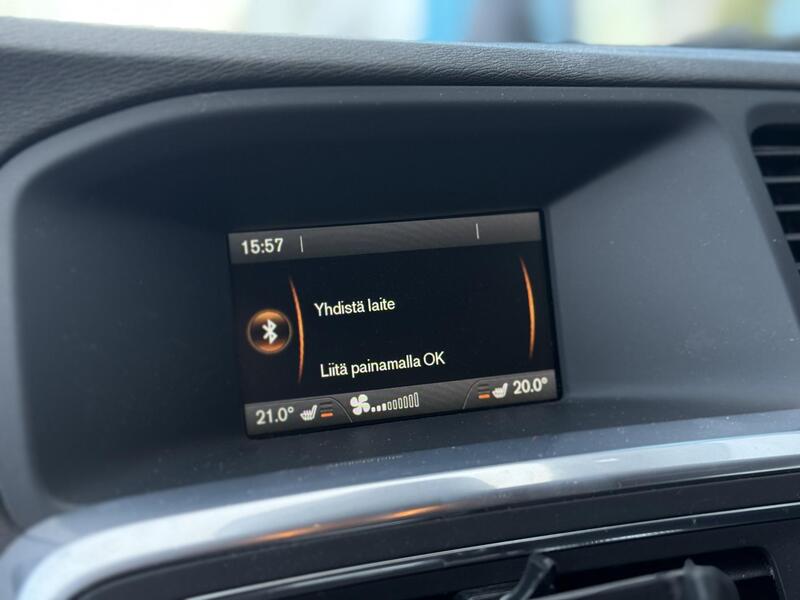 15:57
Yhdistä laite
Liitä painamalla OK
21.0° 20.0°